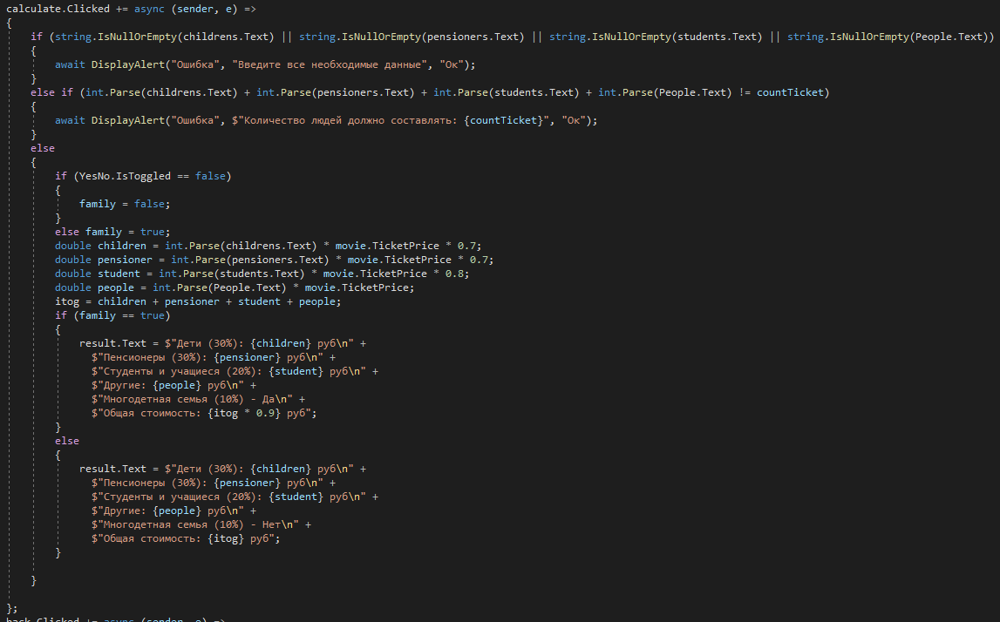 calculate.Clicked += async (sender, e) =>
{
if (string.IsNullOrEmpty(childrens.Text) || string.IsNullOrEmpty(pensioners.Text) || string.IsNullOrEmpty(students.Text) || string.IsNullOrEmpty(People.Text))
{
await DisplayAlert("Ошибка", "Введите все необходимые данные", "Ок");
}
else if (int.Parse(childrens.Text) + int.Parse(pensioners.Text) + int.Parse(students.Text) + int.Parse(People.Text) != countTicket)
{
await DisplayAlert("Ошибка", $"Количество людей должно составлять: {countTicket}", "Ок");
}
else
{
if (YesNo.IsToggled == false)
{
family = false;
}
else family = true;
double children = int.Parse(childrens.Text) * movie.TicketPrice * 0.7;
double pensioner = int.Parse(pensioners.Text) * movie.TicketPrice * 0.7;
double student = int.Parse(students.Text) * movie.TicketPrice * 0.8;
double people = int.Parse(People.Text) * movie.TicketPrice;
itog = children + pensioner + student + people;
if (family == true)
{
result.Text = $"Дети (30%): {children} руб\n" +
$"Пенсионеры (30%): {pensioner} руб\n" +
$"Студенты и учащиеся (20%): {student} руб\n" +
$"Другие: {people} руб\n" +
$"Многодетная семья (10%) - Да\n" +
$"Общая стоимость: {itog * 0.9} руб";
}
else
{
result.Text = $"Дети (30%): {children} руб\n" +
$"Пенсионеры (30%): {pensioner} руб\n" +
$"Студенты и учащиеся (20%): {student} руб\n" +
$"Другие: {people} руб\n" +
$"Многодетная семья (10%) - Нет\n" +
$"Общая стоимость: {itog} руб";
}
}
};
back.Clicked += async (sender, e) =>